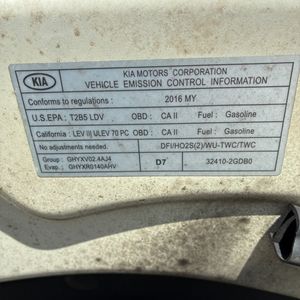 KIA
KIA MOTORS CORPORATION
VEHICLE EMISSION CONTROL INFORMATION
Conforms to regulations : 2016 MY
U.S.EPA : T2B5 LDV OBD : CA II Fuel : Gasoline
California : LEV III ULEV 70 PC OBD : CA II Fuel : Gasoline
No adjustments needed. DFI/HO2S(2)/WU-TWC/TWC
Group : GHYXV02.4AJ4
Evap. : GHYXR0140AHV
D7
32410-2GDB0